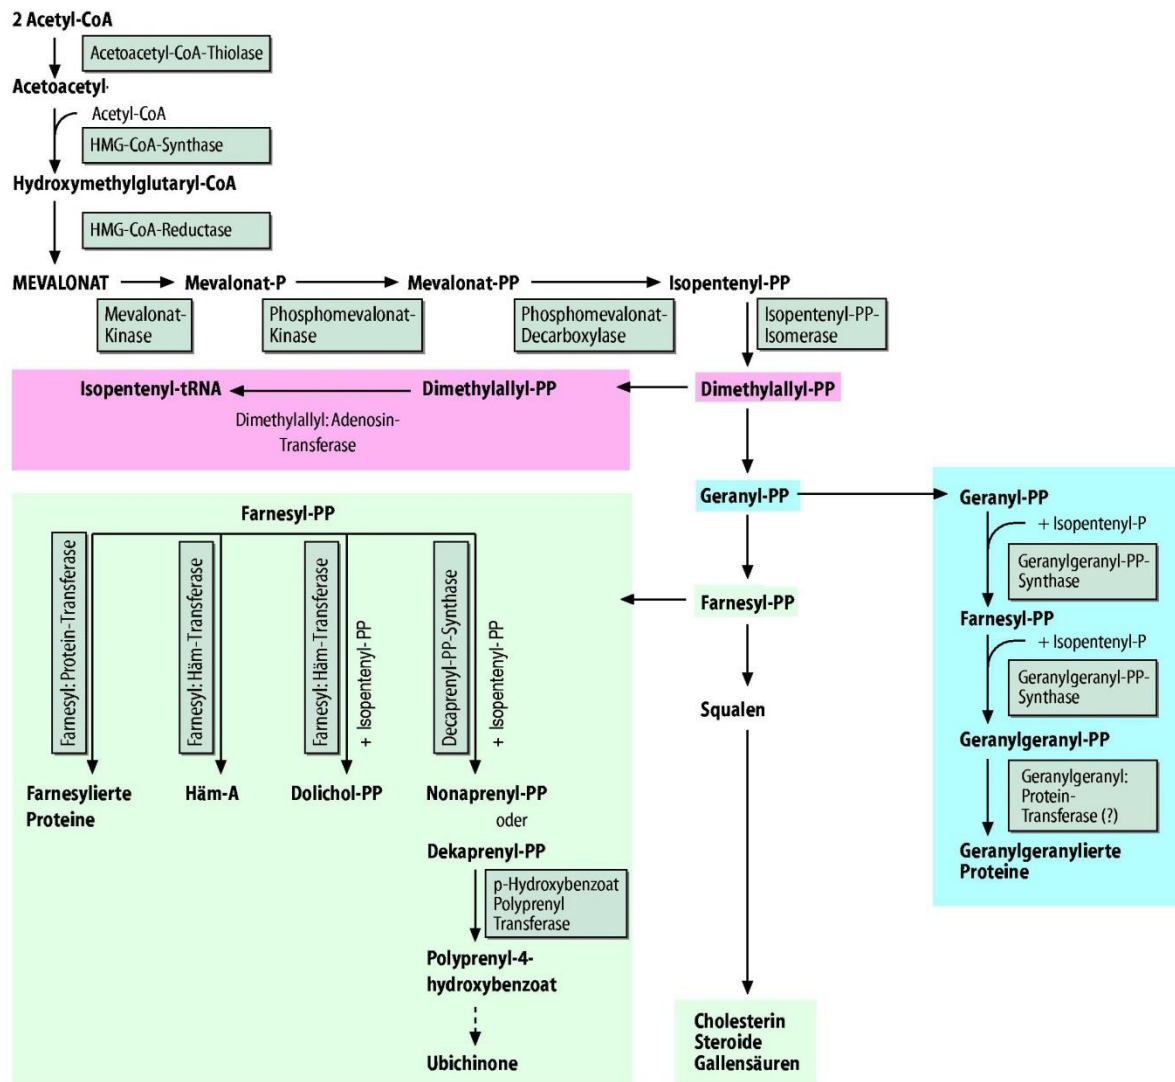 2 Acetyl-CoA
Acetoacetyl-CoA-Thiolase
Acetoacetyl-
Acetyl-CoA
HMG-CoA-Synthase
Hydroxymethylglutaryl-CoA
HMG-CoA-Reductase
MEVALONAT
Mevalonat-P
Mevalonat-PP
Isopentenyl-PP
Mevalonat-
Kinase
Phosphomevalonat-
Kinase
Phosphomevalonat-
Decarboxylase
Isopentenyl-PP-
Isomerase
Isopentenyl-tRNA
Dimethylallyl-PP
Dimethylallyl-PP
Dimethylallyl: Adenosin-
Transferase
Geranyl-PP
Farnesyl-PP
Squalen
Cholesterin
Steroide
Gallensäuren
Farnesyl-PP
Farnesyl: Protein-Transferase
Farnesyl: Häm-Transferase
Farnesyl: Häm-Transferase
+ Isopentenyl-PP
Decaprenyl-PP-Synthase
+ Isopentenyl-PP
Farnesylierte
Proteine
Häm-A
Dolichol-PP
Nonaprenyl-PP
oder
Dekaprenyl-PP
p-Hydroxybenzoat
Polyprenyl
Transferase
Polyprenyl-4-
hydroxybenzoat
Ubichinone
Geranyl-PP
+ Isopentenyl-P
Geranylgeranyl-PP-
Synthase
Farnesyl-PP
+ Isopentenyl-P
Geranylgeranyl-PP-
Synthase
Geranylgeranyl-PP
Geranylgeranyl:
Protein-
Transferase (?)
Geranylgeranylierte
Proteine